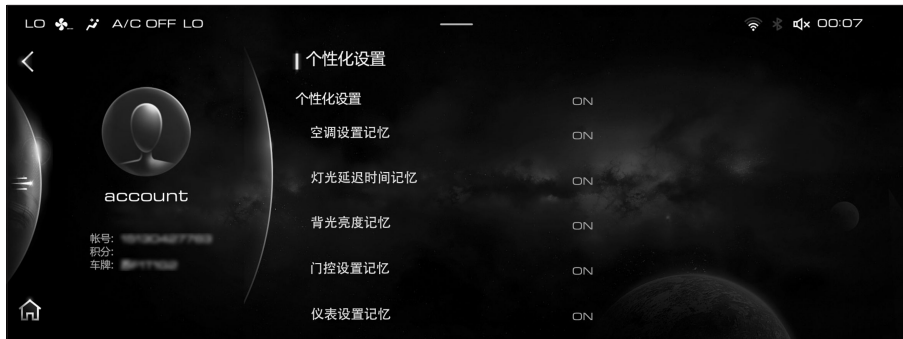 LO A/C OFF LO
00:07
个性化设置
个性化设置 ON
空调设置记忆 ON
灯光延迟时间记忆 ON
背光亮度记忆 ON
门控设置记忆 ON
仪表设置记忆 ON
account
帐号:
积分:
车牌: